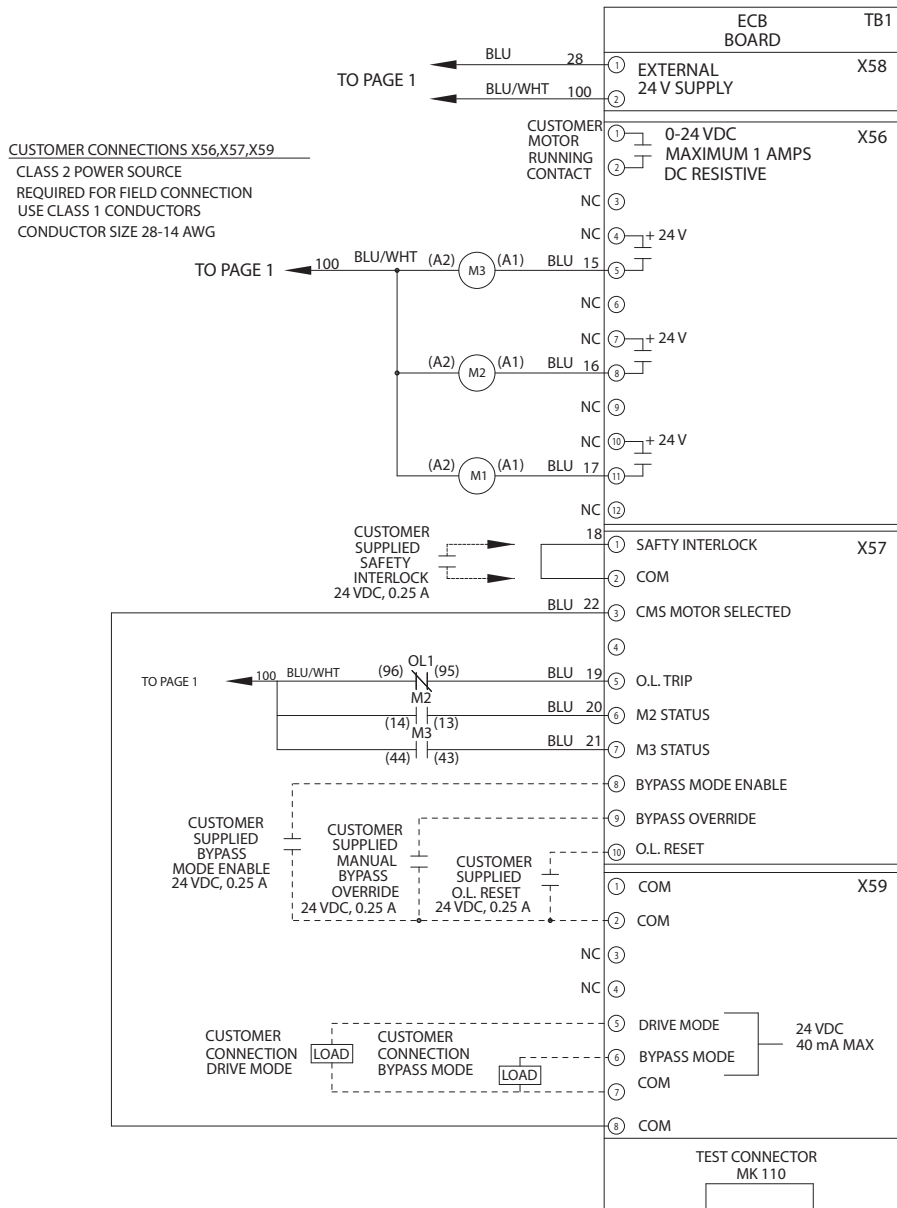 ECB TB1
BOARD
BLU 28 1 EXTERNAL X58
TO PAGE 1
24 V SUPPLY
BLU/WHT 100 2
CUSTOMER CONNECTIONS X56,X57,X59
CLASS 2 POWER SOURCE
REQUIRED FOR FIELD CONNECTION
USE CLASS 1 CONDUCTORS
CONDUCTOR SIZE 28-14 AWG
CUSTOMER
MOTOR
RUNNING
CONTACT
1
2
0-24 VDC X56
MAXIMUM 1 AMPS
DC RESISTIVE
NC 3
NC 4 + 24 V
TO PAGE 1 100 BLU/WHT (A2) M3 (A1) BLU 15 5
NC 6
NC 7 + 24 V
(A2) M2 (A1) BLU 16 8
NC 9
NC 10 + 24 V
(A2) M1 (A1) BLU 17 11
NC 12
CUSTOMER
SUPPLIED
SAFETY
INTERLOCK
24 VDC, 0.25 A
18 1 SAFTY INTERLOCK X57
2 COM
BLU 22 3 CMS MOTOR SELECTED
4
OL1
TO PAGE 1 100 BLU/WHT (96) (95) BLU 19 5 O.L. TRIP
M2
(14) (13) BLU 20 6 M2 STATUS
M3
(44) (43) BLU 21 7 M3 STATUS
8 BYPASS MODE ENABLE
9 BYPASS OVERRIDE
10 O.L. RESET
CUSTOMER
SUPPLIED
BYPASS
MODE ENABLE
24 VDC, 0.25 A
CUSTOMER
SUPPLIED
MANUAL
BYPASS
OVERRIDE
24 VDC, 0.25 A
CUSTOMER
SUPPLIED
O.L. RESET
24 VDC, 0.25 A
1 COM X59
2 COM
NC 3
NC 4
5 DRIVE MODE
6 BYPASS MODE
24 VDC
40 mA MAX
7 COM
CUSTOMER
CONNECTION
DRIVE MODE
LOAD
CUSTOMER
CONNECTION
BYPASS MODE
LOAD
8 COM
TEST CONNECTOR
MK 110